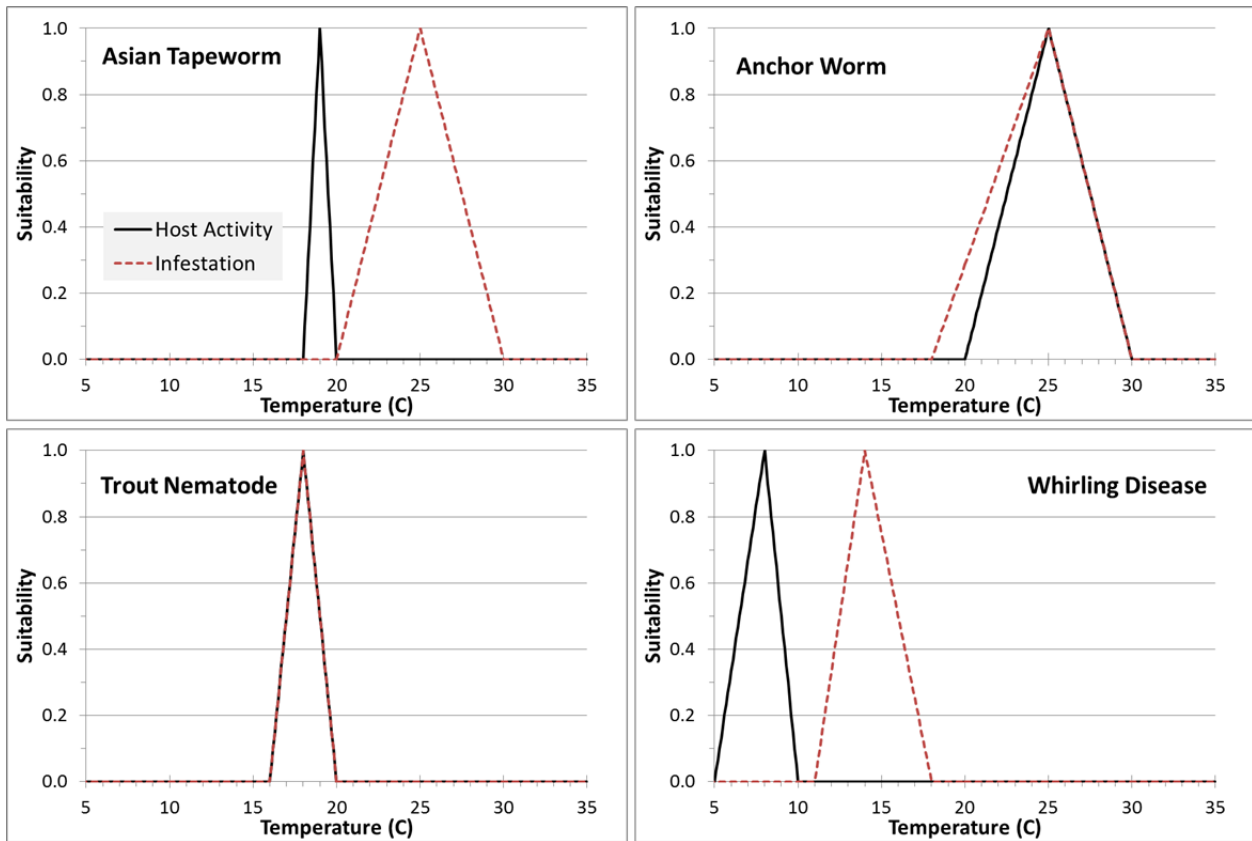 Asian Tapeworm
Suitability
1.0
0.8
0.6
0.4
0.2
0.0
Host Activity
Infestation
5 10 15 20 25 30 35
Temperature (C)
Anchor Worm
Suitability
1.0
0.8
0.6
0.4
0.2
0.0
5 10 15 20 25 30 35
Temperature (C)
Trout Nematode
Suitability
1.0
0.8
0.6
0.4
0.2
0.0
5 10 15 20 25 30 35
Temperature (C)
Whirling Disease
Suitability
1.0
0.8
0.6
0.4
0.2
0.0
5 10 15 20 25 30 35
Temperature (C)